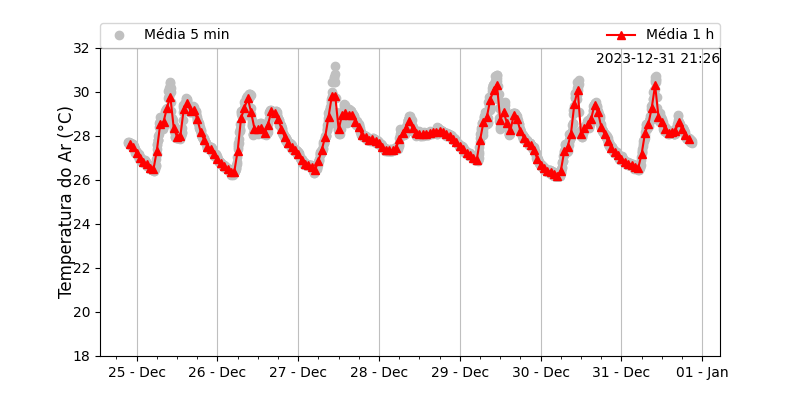 Média 5 min
Média 1 h
2023-12-31 21:26
Temperatura do Ar (°C)
32
30
28
26
24
22
20
18
25 - Dec
26 - Dec
27 - Dec
28 - Dec
29 - Dec
30 - Dec
31 - Dec
01 - Jan